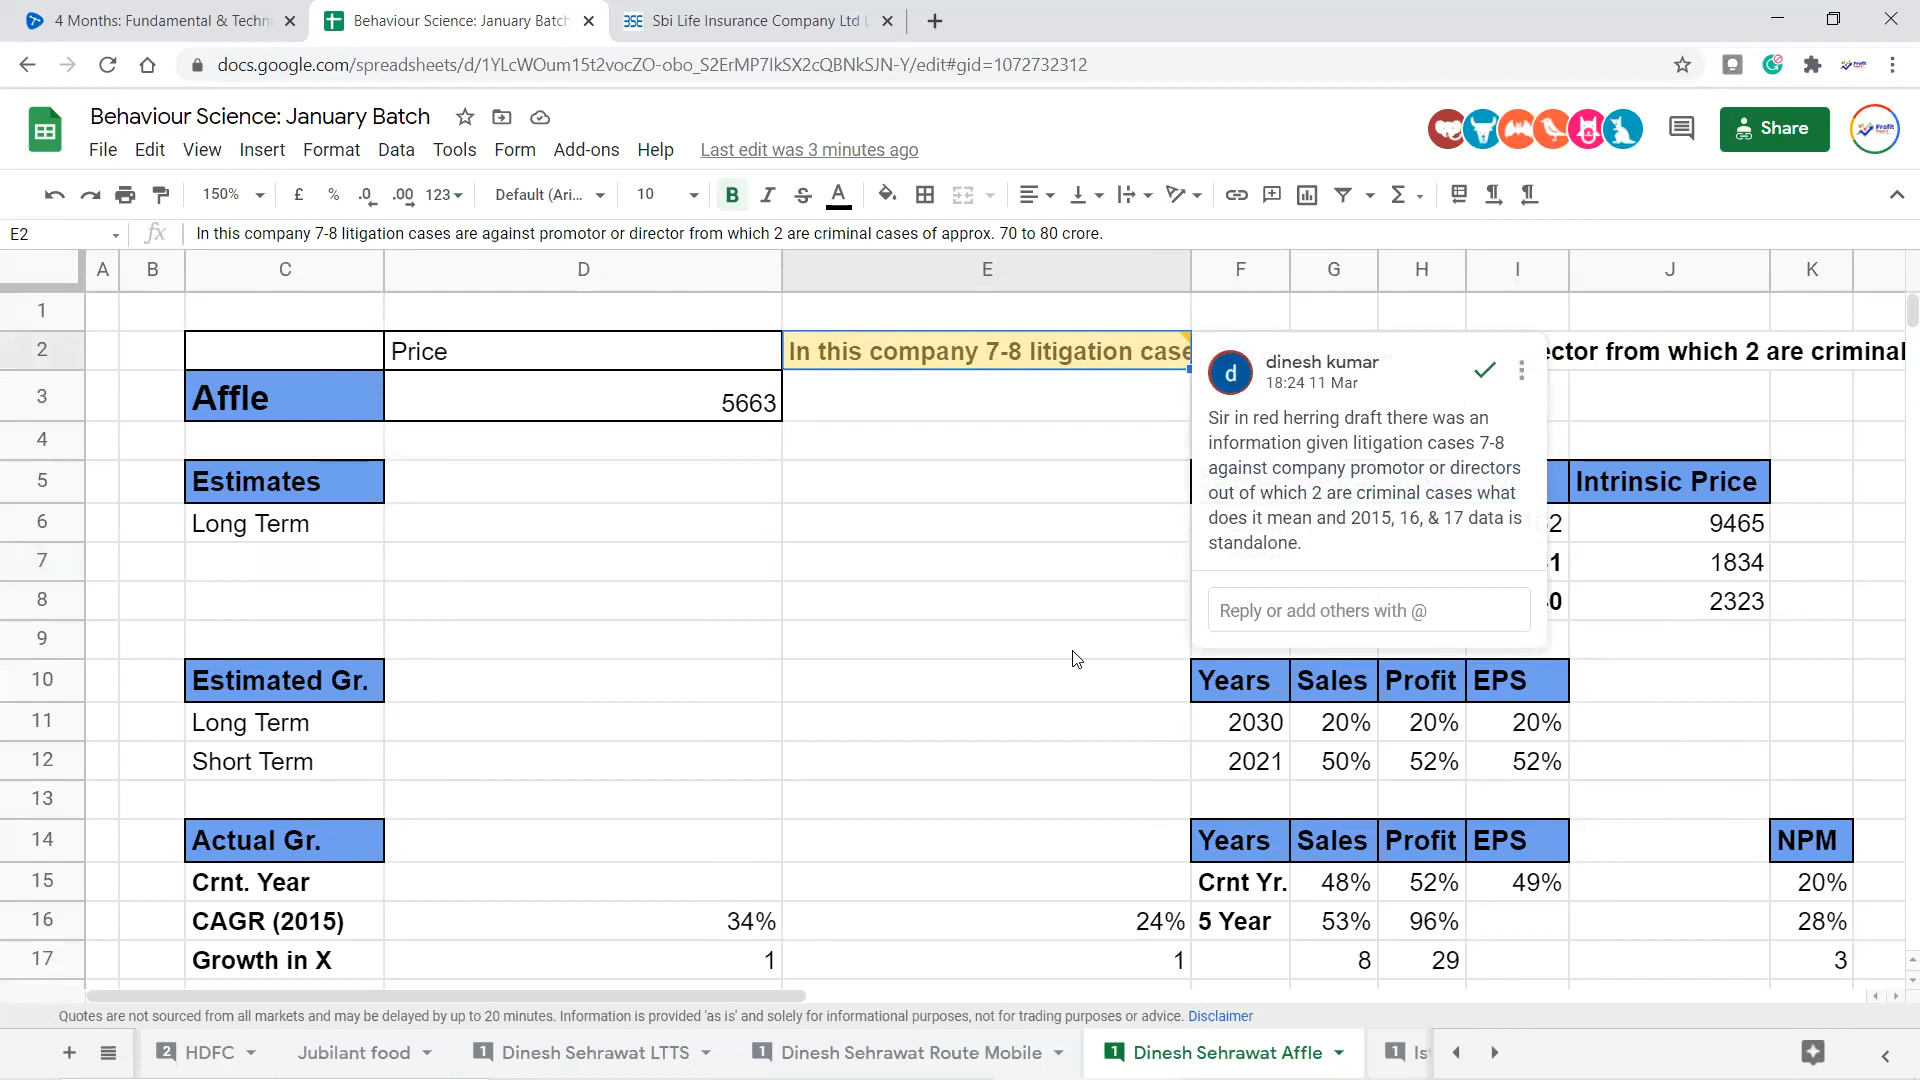 4 Months: Fundamental & Techn
Behaviour Science: January Batch
Sbi Life Insurance Company Ltd L
docs.google.com/spreadsheets/d/1YLcWOum15t2vocZO-obo_S2ErMP7IkSX2cQBNkSJN-Y/edit#gid=1072732312
Behaviour Science: January Batch
File Edit View Insert Format Data Tools Form Add-ons Help Last edit was 3 minutes ago
Share
150% £ % .0 .00 123 Default (Ari... 10 B I S A
E2 fx In this company 7-8 litigation cases are against promotor or director from which 2 are criminal cases of approx. 70 to 80 crore.
A B C D E F G H I J K
1
2 Price In this company 7-8 litigation case ector from which 2 are criminal
3 Affle 5663
4
5 Estimates Intrinsic Price
6 Long Term 2 9465
7 1 1834
8 0 2323
9
dinesh kumar
18:24 11 Mar
Sir in red herring draft there was an
information given litigation cases 7-8
against company promotor or directors
out of which 2 are criminal cases what
does it mean and 2015, 16, & 17 data is
standalone.
Reply or add others with @
10 Estimated Gr. Years Sales Profit EPS
11 Long Term 2030 20% 20% 20%
12 Short Term 2021 50% 52% 52%
13
14 Actual Gr. Years Sales Profit EPS NPM
15 Crnt. Year Crnt Yr. 48% 52% 49% 20%
16 CAGR (2015) 34% 24% 5 Year 53% 96% 28%
17 Growth in X 1 1 8 29 3
Quotes are not sourced from all markets and may be delayed by up to 20 minutes. Information is provided 'as is' and solely for informational purposes, not for trading purposes or advice. Disclaimer
2 HDFC Jubilant food 1 Dinesh Sehrawat LTTS 1 Dinesh Sehrawat Route Mobile 1 Dinesh Sehrawat Affle 1 Is